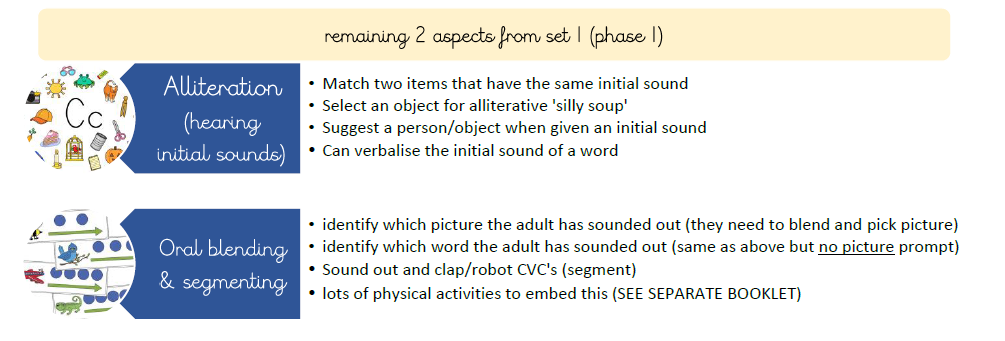 remaining 2 aspects from set 1 (phase 1)
Cc
Alliteration
(hearing
initial sounds)
• Match two items that have the same initial sound
• Select an object for alliterative 'silly soup'
• Suggest a person/object when given an initial sound
• Can verbalise the initial sound of a word
Oral blending
& segmenting
• identify which picture the adult has sounded out (they need to blend and pick picture)
• identify which word the adult has sounded out (same as above but no picture prompt)
• Sound out and clap/robot CVC's (segment)
• lots of physical activities to embed this (SEE SEPARATE BOOKLET)